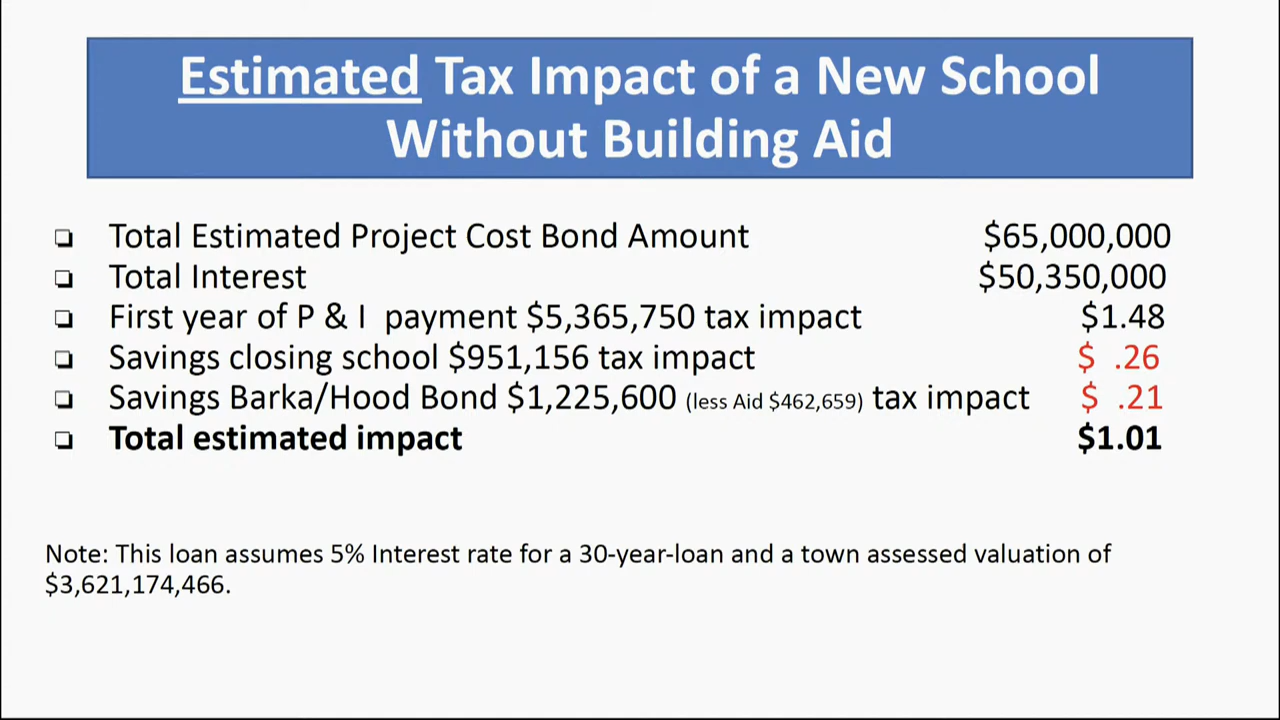 Estimated Tax Impact of a New School
Without Building Aid
❏ Total Estimated Project Cost Bond Amount $65,000,000
❏ Total Interest $50,350,000
❏ First year of P & I payment $5,365,750 tax impact $1.48
❏ Savings closing school $951,156 tax impact $ .26
❏ Savings Barka/Hood Bond $1,225,600 (less Aid $462,659) tax impact $ .21
❏ Total estimated impact $1.01
Note: This loan assumes 5% Interest rate for a 30-year-loan and a town assessed valuation of
$3,621,174,466.